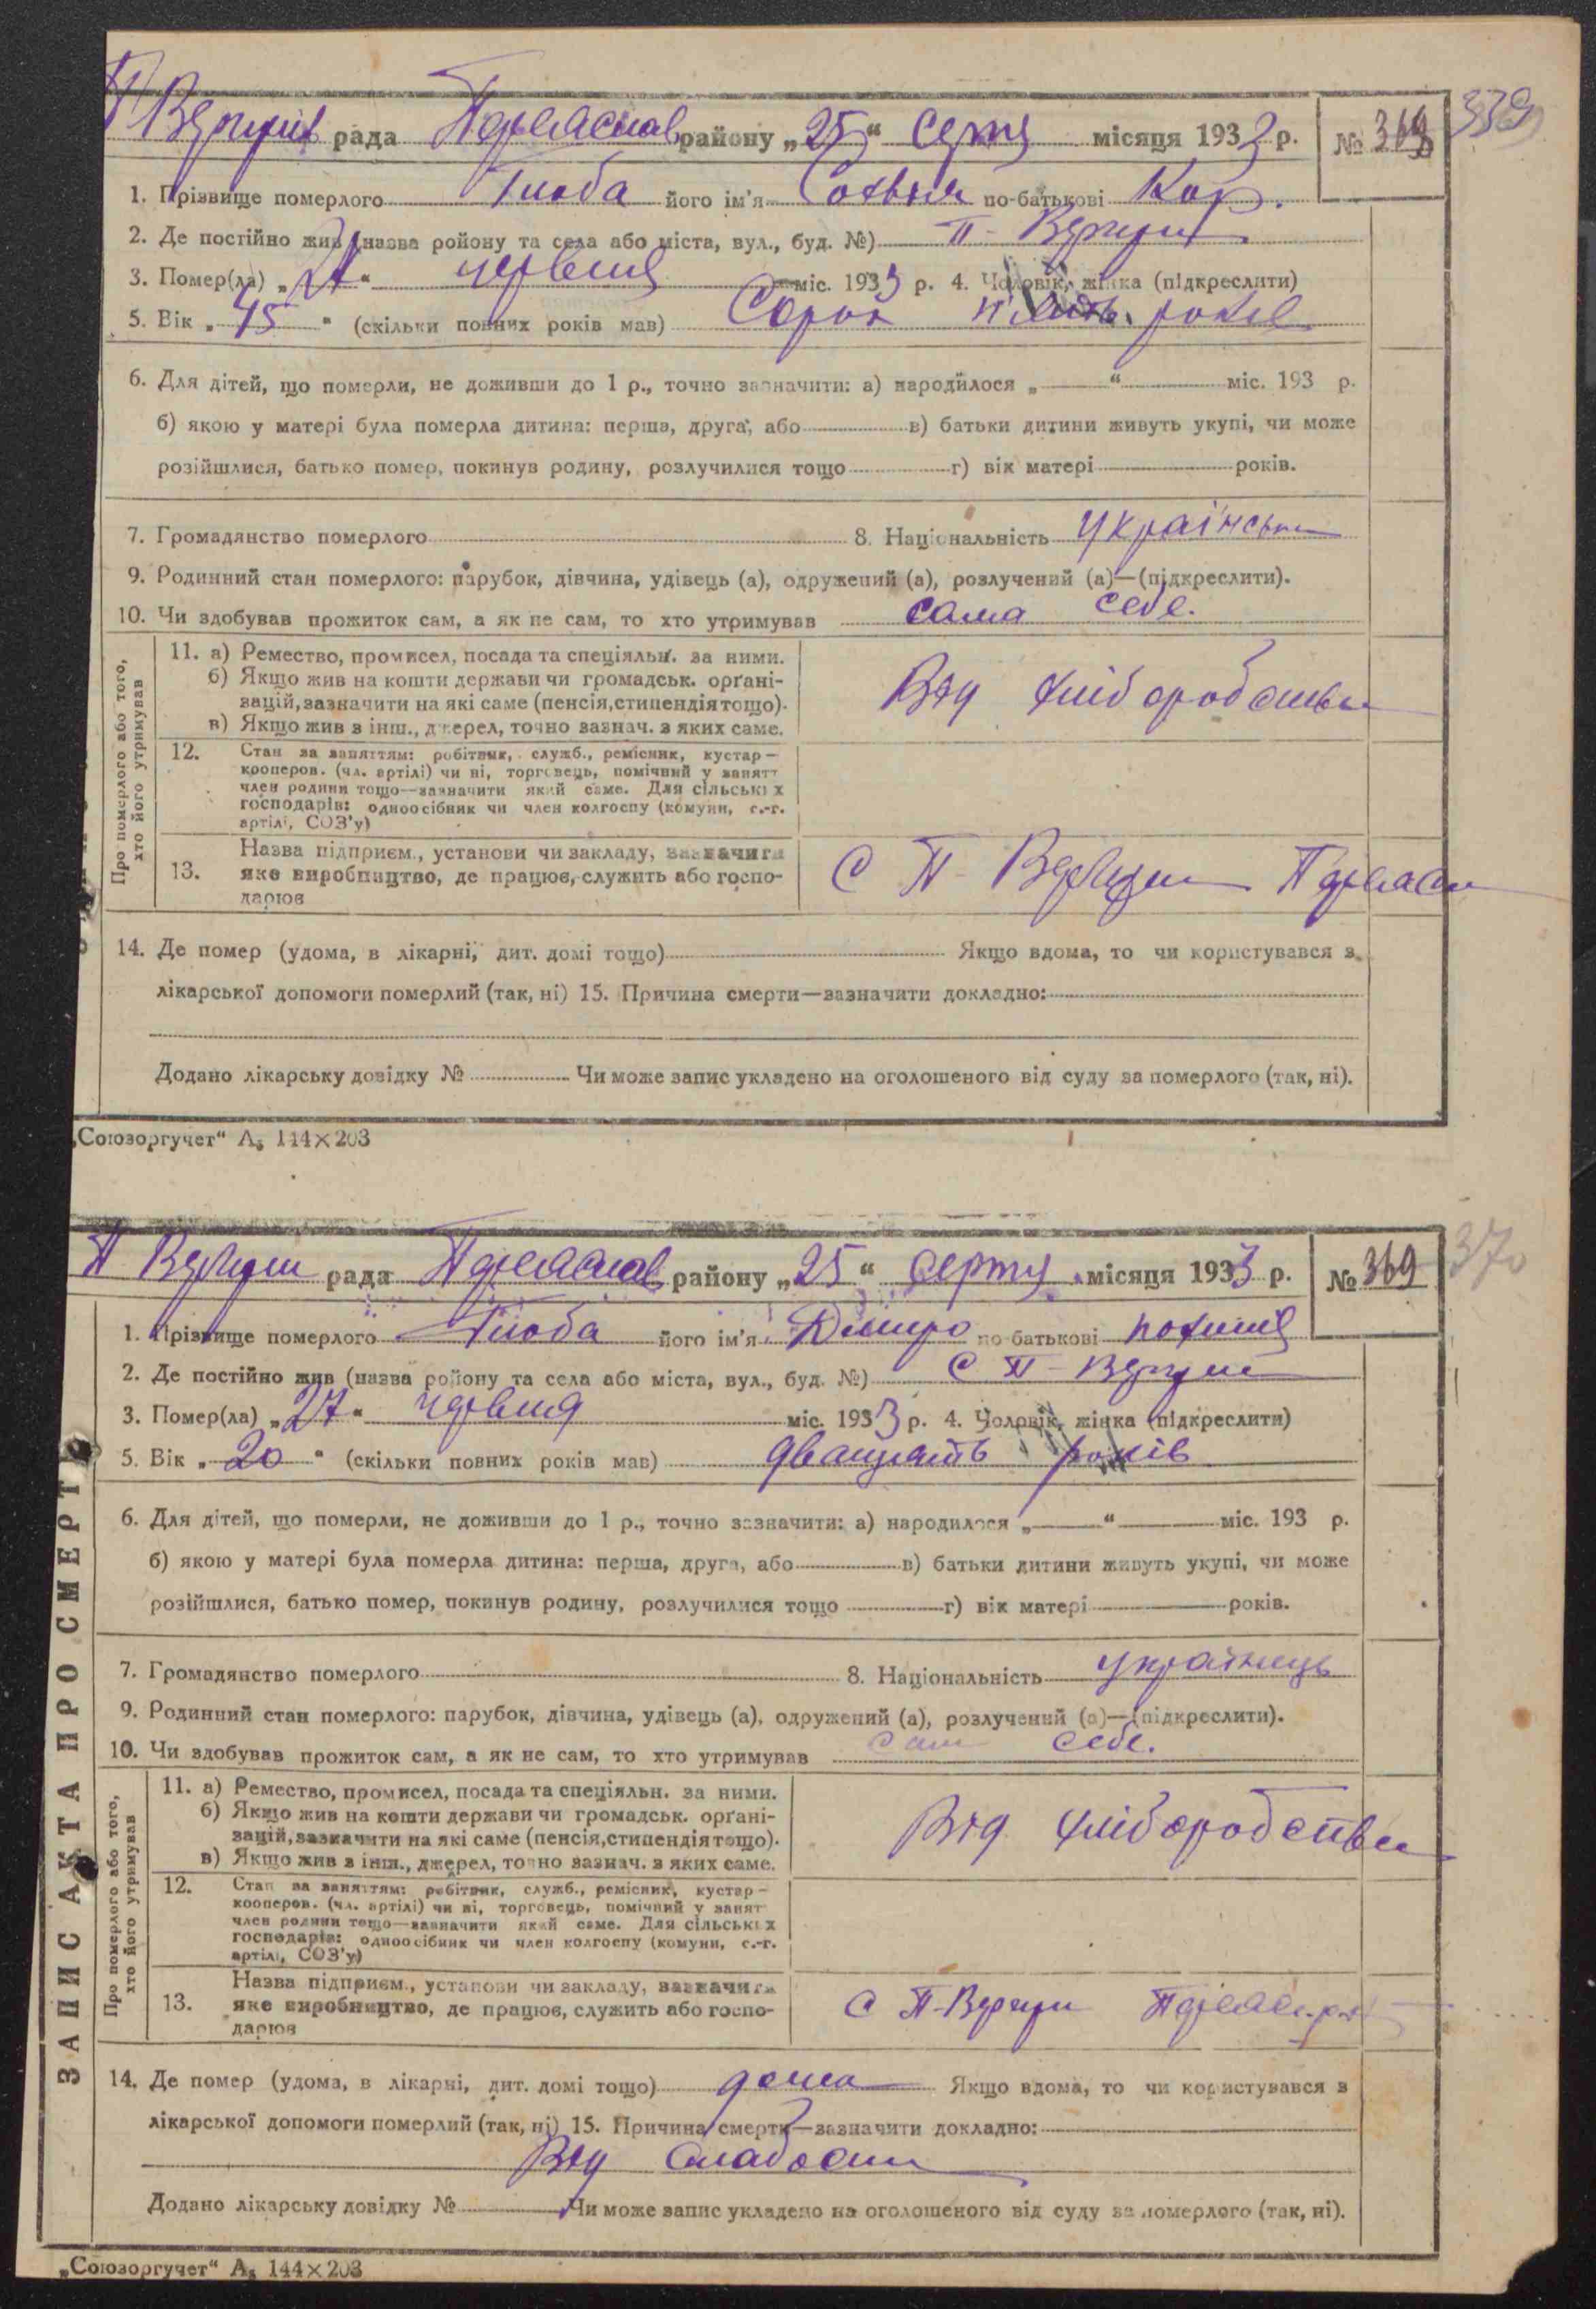 рада району „25“ серпня місяця 1933 р. № 339
1. Прізвище померлого його ім'я по-батькові Кар.
2. Де постійно жив (назва ройону та села або міста, вул., буд. №) П-
3. Помер(ла) „ “ червня міс. 1933 р. 4. Чоловік, жінка (підкреслити)
5. Вік „ 45 “ (скільки повних років мав) Сорок п'ять років
6. Для дітей, що померли, не доживши до 1 р., точно зазначити: а) народилося „ “ міс. 193 р.
б) якою у матері була померла дитина: перша, друга, або в) батьки дитини живуть укупі, чи може
розійшлися, батько помер, покинув родину, розлучилися тощо г) вік матері років.
7. Громадянство померлого 8. Національність
9. Родинний стан померлого: парубок, дівчина, удівець (а), одружений (а), розлучений (а)—(підкреслити).
10. Чи здобував прожиток сам, а як не сам, то хто утримував сама себе.
Про померлого або того,
хто його утримував
11. а) Ремество, промисел, посада та спеціяльн. за ними.
б) Якщо жив на кошти держави чи громадськ. орґані-
зацій, зазначити на які саме (пенсія, стипендія тощо).
в) Якщо жив з інш., джерел, точно зазнач. з яких саме.
Від хліборобства
12. Стан за заняттям: робітник, служб., ремісник, кустар—
кооперов. (чл. артілі) чи ні, торговець, помічний у занятт
член родини тощо—зазначити який саме. Для сільських
господарів: одноосібник чи член колгоспу (комуни, с.-г.
артілі, СОЗ'у)
13. Назва підприєм., установи чи закладу, зазначити
яке виробництво, де працює, служить або госпо-
дарює
С П-
14. Де помер (удома, в лікарні, дит. домі тощо) Якщо вдома, то чи користувався з
лікарської допомоги померлий (так, ні) 15. Причина смерти—зазначити докладно:
Додано лікарську довідку № Чи може запис укладено на оголошеного від суду за померлого (так, ні).
„Союзоргучет“ А₅ 144×203
ЗАПИС АКТА ПРО СМЕРТЬ
рада району „25“ серпня місяця 1933 р. № 369 370
1. Прізвище померлого його ім'я Дмитро по-батькові
2. Де постійно жив (назва ройону та села або міста, вул., буд. №) С П-
3. Помер(ла) „27“ червня міс. 1933 р. 4. Чоловік, жінка (підкреслити)
5. Вік „ 20 “ (скільки повних років мав) двацять років
6. Для дітей, що померли, не доживши до 1 р., точно зазначити: а) народилося „ “ міс. 193 р.
б) якою у матері була померла дитина: перша, друга, або в) батьки дитини живуть укупі, чи може
розійшлися, батько помер, покинув родину, розлучилися тощо г) вік матері років.
7. Громадянство померлого 8. Національність українець
9. Родинний стан померлого: парубок, дівчина, удівець (а), одружений (а), розлучений (а)—(підкреслити).
10. Чи здобував прожиток сам, а як не сам, то хто утримував сам себе.
Про померлого або того,
хто його утримував
11. а) Ремество, промисел, посада та спеціяльн. за ними.
б) Якщо жив на кошти держави чи громадськ. орґані-
зацій, зазначити на які саме (пенсія, стипендія тощо).
в) Якщо жив з інш., джерел, точно зазнач. з яких саме.
Від хліборобства
12. Стан за заняттям: робітник, служб., ремісник, кустар—
кооперов. (чл. артілі) чи ні, торговець, помічний у занят
член родини тощо—зазначити який саме. Для сільських
господарів: одноосібник чи член колгоспу (комуни, с.-г.
артілі, СОЗ'у)
13. Назва підприєм., установи чи закладу, зазначити
яке виробництво, де працює, служить або госпо-
дарює
С П-
14. Де помер (удома, в лікарні, дит. домі тощо) дома Якщо вдома, то чи користувався з
лікарської допомоги померлий (так, ні) 15. Причина смерти—зазначити докладно:
Від слабости
Додано лікарську довідку № Чи може запис укладено на оголошеного від суду за померлого (так, ні).
„Союзоргучет“ А₅ 144×203